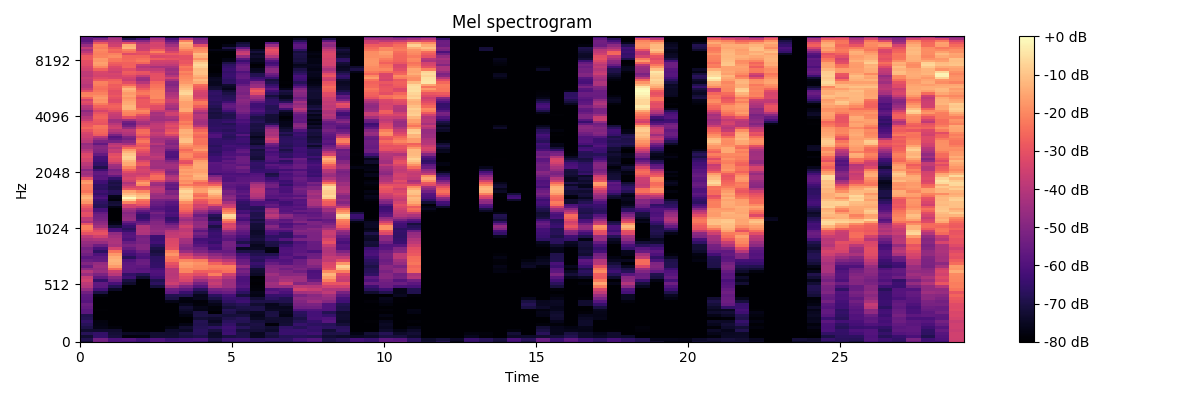 Mel spectrogram
8192
4096
2048
1024
512
0
Hz
0 5 10 15 20 25
Time
+0 dB
-10 dB
-20 dB
-30 dB
-40 dB
-50 dB
-60 dB
-70 dB
-80 dB